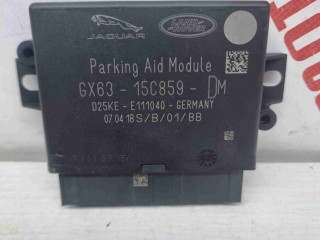 JAGUAR
LAND ROVER
Parking Aid Module
GX63 - 15C859 - DM
D25KE - E111040 - GERMANY
07.04.18S/B/01/BB